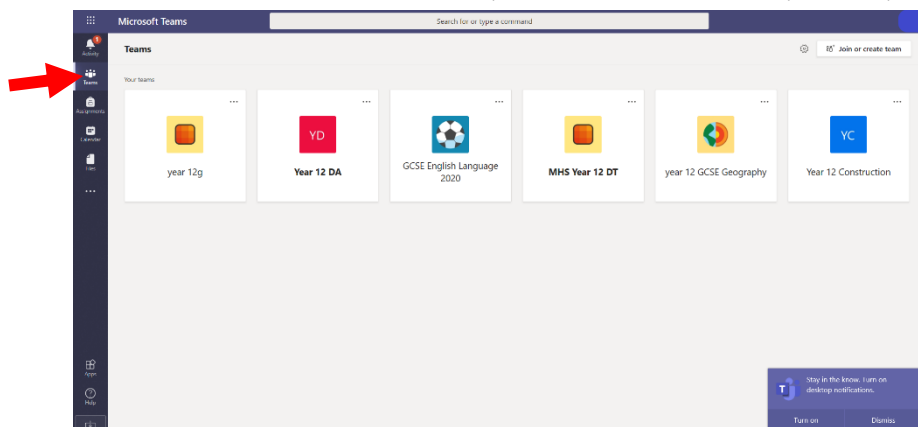 Microsoft Teams
Search for or type a command
1
Activity
Teams
Join or create team
Teams
Your teams
Assignments
Calendar
Files
...
YD
YC
year 12g
Year 12 DA
GCSE English Language
2020
MHS Year 12 DT
year 12 GCSE Geography
Year 12 Construction
Apps
Help
Stay in the know. Turn on
desktop notifications.
Turn on
Dismiss